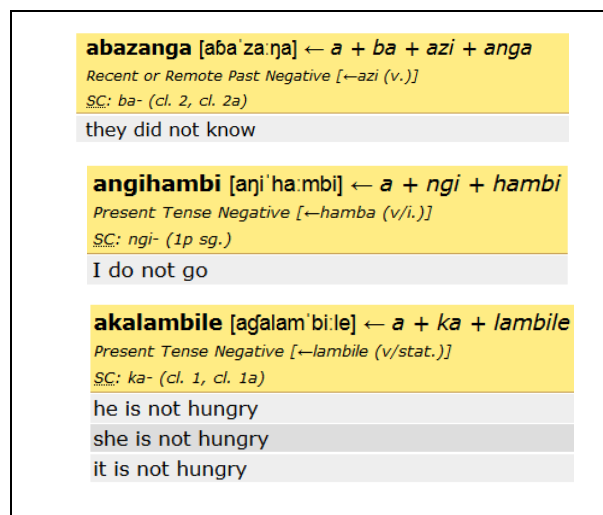 abazanga [aɓaˈzaːŋa] ← a + ba + azi + anga
Recent or Remote Past Negative [←azi (v.)]
SC: ba- (cl. 2, cl. 2a)
they did not know
angihambi [aŋiˈhaːmbi] ← a + ngi + hambi
Present Tense Negative [←hamba (v/i.)]
SC: ngi- (1p sg.)
I do not go
akalambile [aɠalamˈbiːle] ← a + ka + lambile
Present Tense Negative [←lambile (v/stat.)]
SC: ka- (cl. 1, cl. 1a)
he is not hungry
she is not hungry
it is not hungry